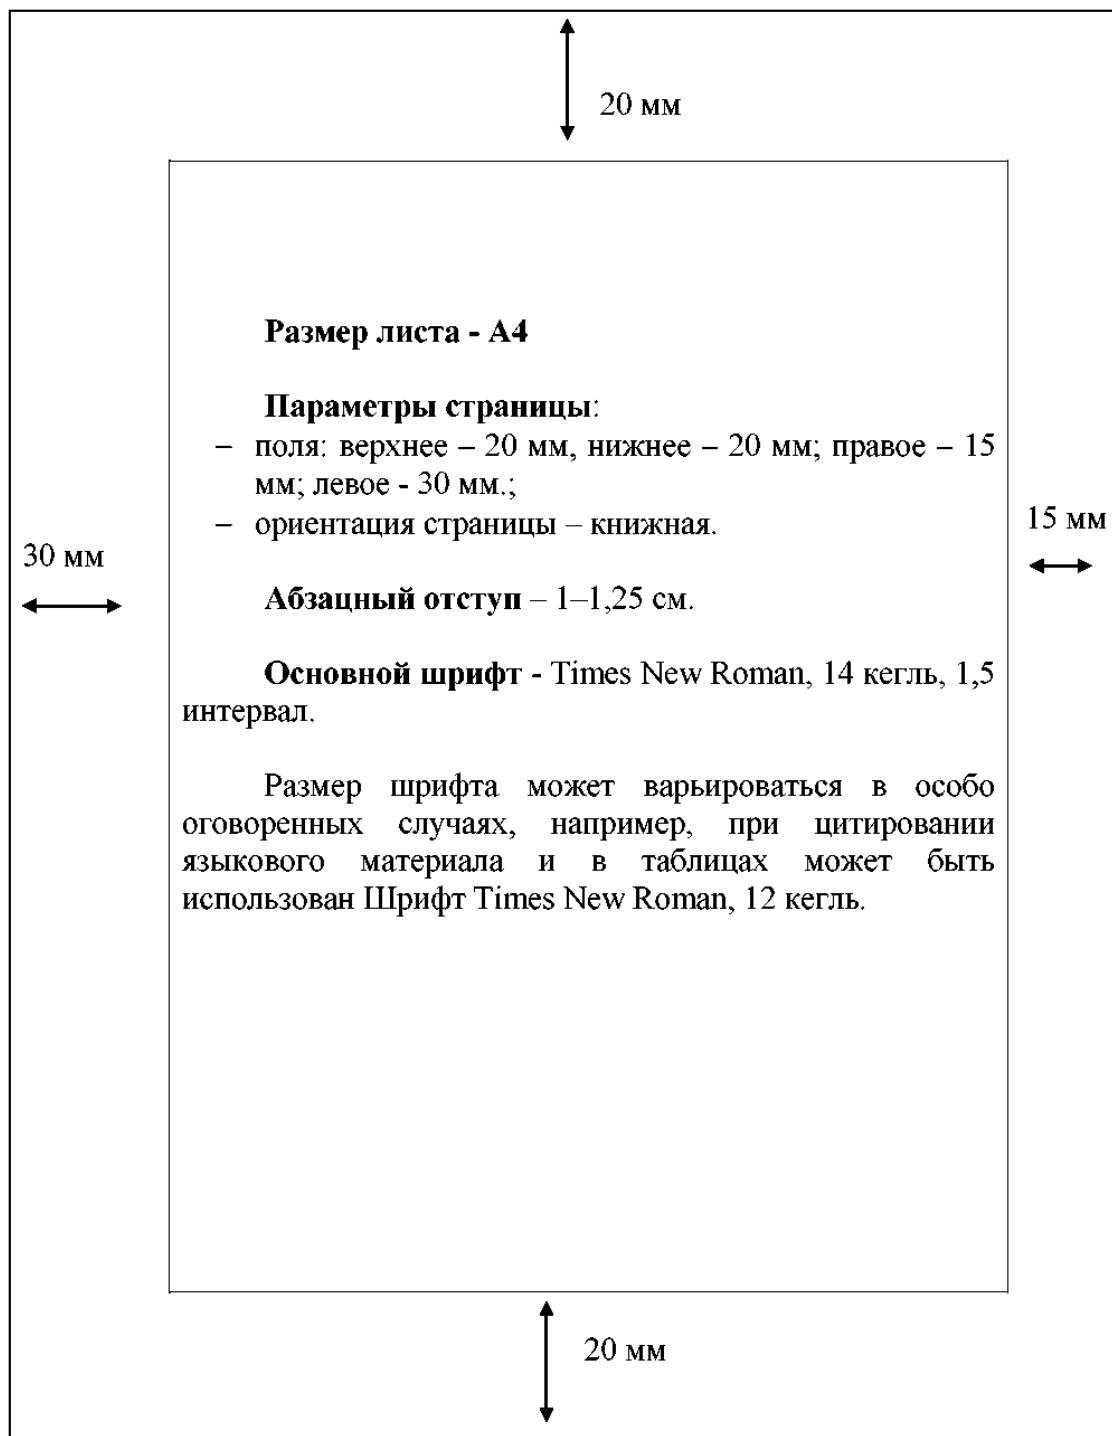 20 мм
Размер листа - А4
Параметры страницы:
– поля: верхнее – 20 мм, нижнее – 20 мм; правое – 15
мм; левое - 30 мм.;
– ориентация страницы – книжная.
15 мм
30 мм
Абзацный отступ – 1–1,25 см.
Основной шрифт - Times New Roman, 14 кегль, 1,5
интервал.
Размер шрифта может варьироваться в особо
оговоренных случаях, например, при цитировании
языкового материала и в таблицах может быть
использован Шрифт Times New Roman, 12 кегль.
20 мм